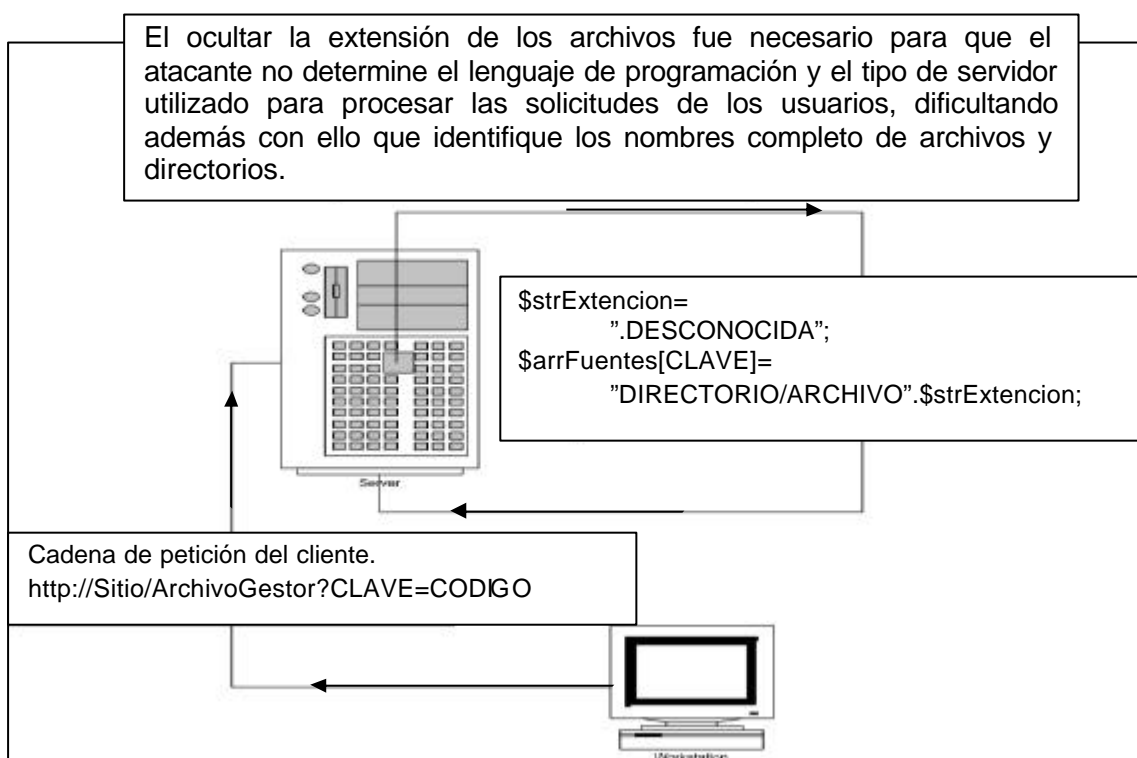 El ocultar la extensión de los archivos fue necesario para que el
atacante no determine el lenguaje de programación y el tipo de servidor
utilizado para procesar las solicitudes de los usuarios, dificultando
además con ello que identifique los nombres completo de archivos y
directorios.
$strExtencion=
”.DESCONOCIDA”;
$arrFuentes[CLAVE]=
”DIRECTORIO/ARCHIVO”.$strExtencion;
Server
Cadena de petición del cliente.
http://Sitio/ArchivoGestor?CLAVE=CODIGO
Workstation